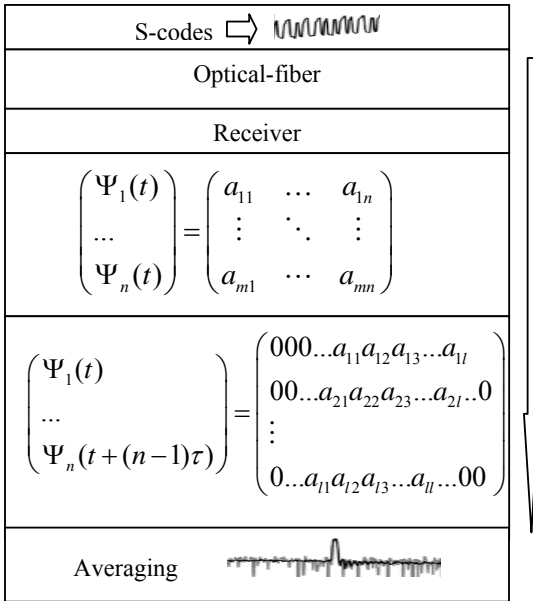 S-codes ⇨
Optical-fiber
Receiver
Ψ₁(t)
...
Ψₙ(t)
=
a₁₁ … a₁ₙ
⋮ ⋱ ⋮
aₘ₁ ⋯ aₘₙ
Ψ₁(t)
...
Ψₙ(t+(n−1)τ)
=
000...a₁₁a₁₂a₁₃...a₁ₗ
00...a₂₁a₂₂a₂₃...a₂ₗ..0
⋮
0...aₗ₁aₗ₂aₗ₃...aₗₗ...00
Averaging